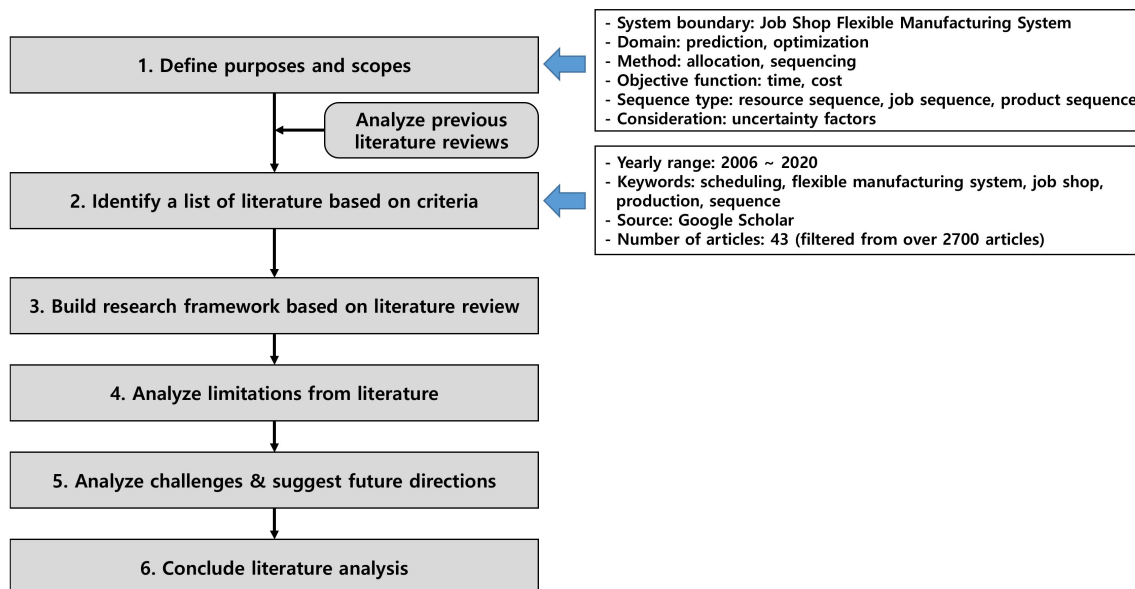 1. Define purposes and scopes
- System boundary: Job Shop Flexible Manufacturing System
- Domain: prediction, optimization
- Method: allocation, sequencing
- Objective function: time, cost
- Sequence type: resource sequence, job sequence, product sequence
- Consideration: uncertainty factors
Analyze previous
literature reviews
2. Identify a list of literature based on criteria
- Yearly range: 2006 ~ 2020
- Keywords: scheduling, flexible manufacturing system, job shop,
production, sequence
- Source: Google Scholar
- Number of articles: 43 (filtered from over 2700 articles)
3. Build research framework based on literature review
4. Analyze limitations from literature
5. Analyze challenges & suggest future directions
6. Conclude literature analysis